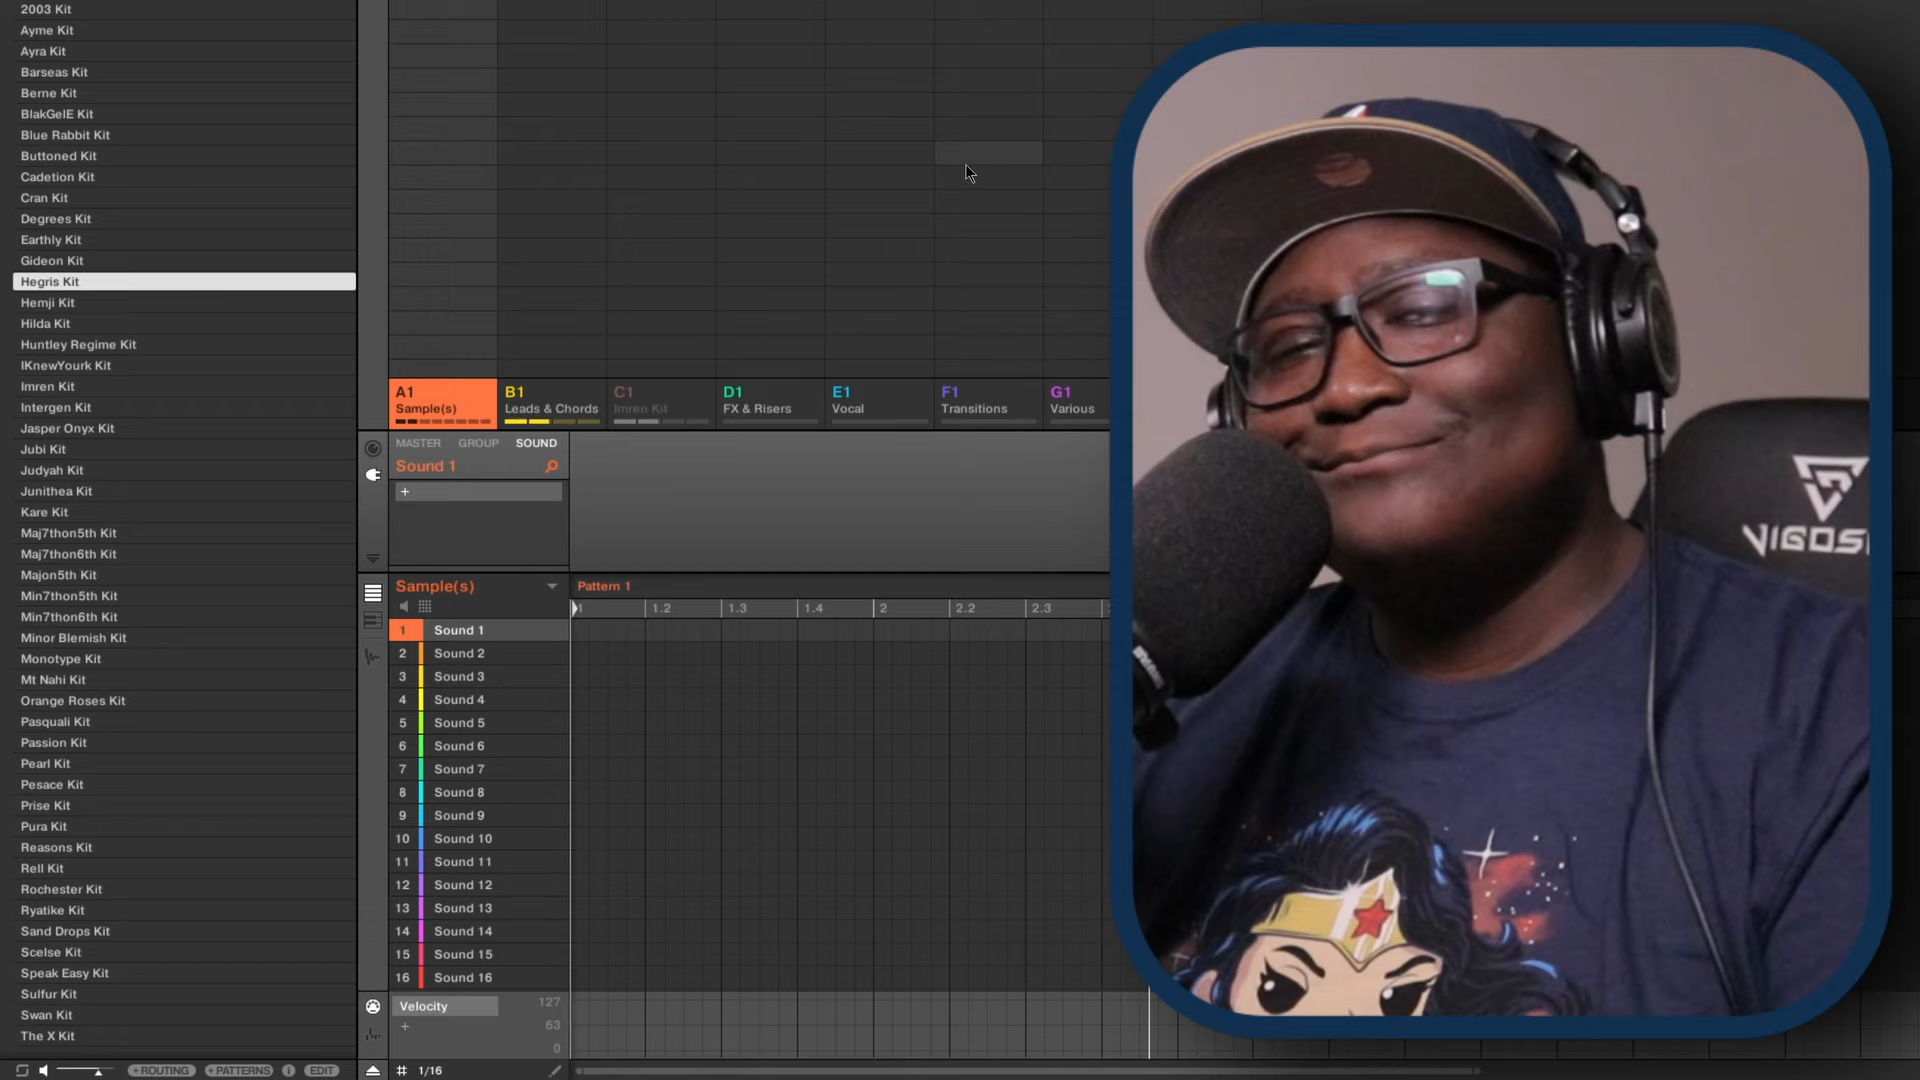 2003 Kit
Ayme Kit
Ayra Kit
Barseas Kit
Berne Kit
BlakGelE Kit
Blue Rabbit Kit
Buttoned Kit
Cadetion Kit
Cran Kit
Degrees Kit
Earthly Kit
Gideon Kit
Hegris Kit
Hemji Kit
Hilda Kit
Huntley Regime Kit
IKnewYourk Kit
Imren Kit
Intergen Kit
Jasper Onyx Kit
Jubi Kit
Judyah Kit
Junithea Kit
Kare Kit
Maj7thon5th Kit
Maj7thon6th Kit
Majon5th Kit
Min7thon5th Kit
Min7thon6th Kit
Minor Blemish Kit
Monotype Kit
Mt Nahi Kit
Orange Roses Kit
Pasquali Kit
Passion Kit
Pearl Kit
Pesace Kit
Prise Kit
Pura Kit
Reasons Kit
Rell Kit
Rochester Kit
Ryatike Kit
Sand Drops Kit
Scelse Kit
Speak Easy Kit
Sulfur Kit
Swan Kit
The X Kit
+ ROUTING + PATTERNS i EDIT
A1 B1 C1 D1 E1 F1 G1
Sample(s) Leads & Chords Imren Kit FX & Risers Vocal Transitions Various
MASTER GROUP SOUND
Sound 1
+
Sample(s) Pattern 1
1 1.2 1.3 1.4 2 2.2 2.3
1 Sound 1
2 Sound 2
3 Sound 3
4 Sound 4
5 Sound 5
6 Sound 6
7 Sound 7
8 Sound 8
9 Sound 9
10 Sound 10
11 Sound 11
12 Sound 12
13 Sound 13
14 Sound 14
15 Sound 15
16 Sound 16
Velocity 127
+ 63
0
# 1/16
VIGOS